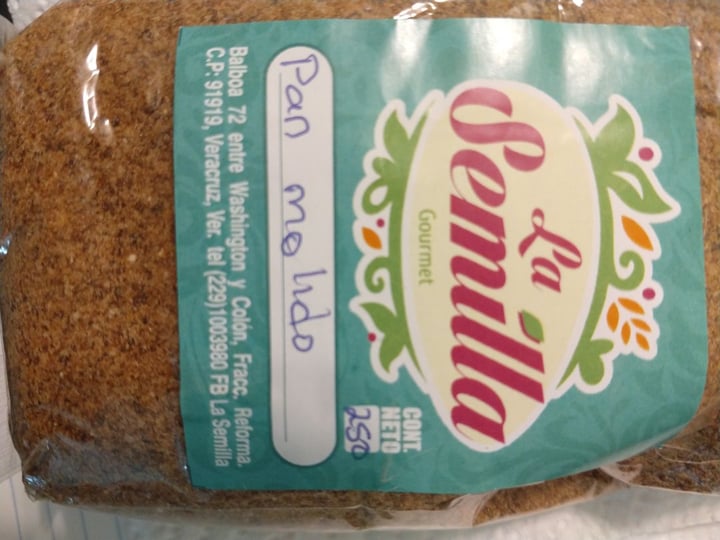 La
Semilla
Gourmet
CONT.
NETO
250
Pan molido
Balboa 72 entre Washington y Colón, Fracc. Reforma.
C.P: 91919, Veracruz, Ver. tel (229)1003980 FB La Semilla